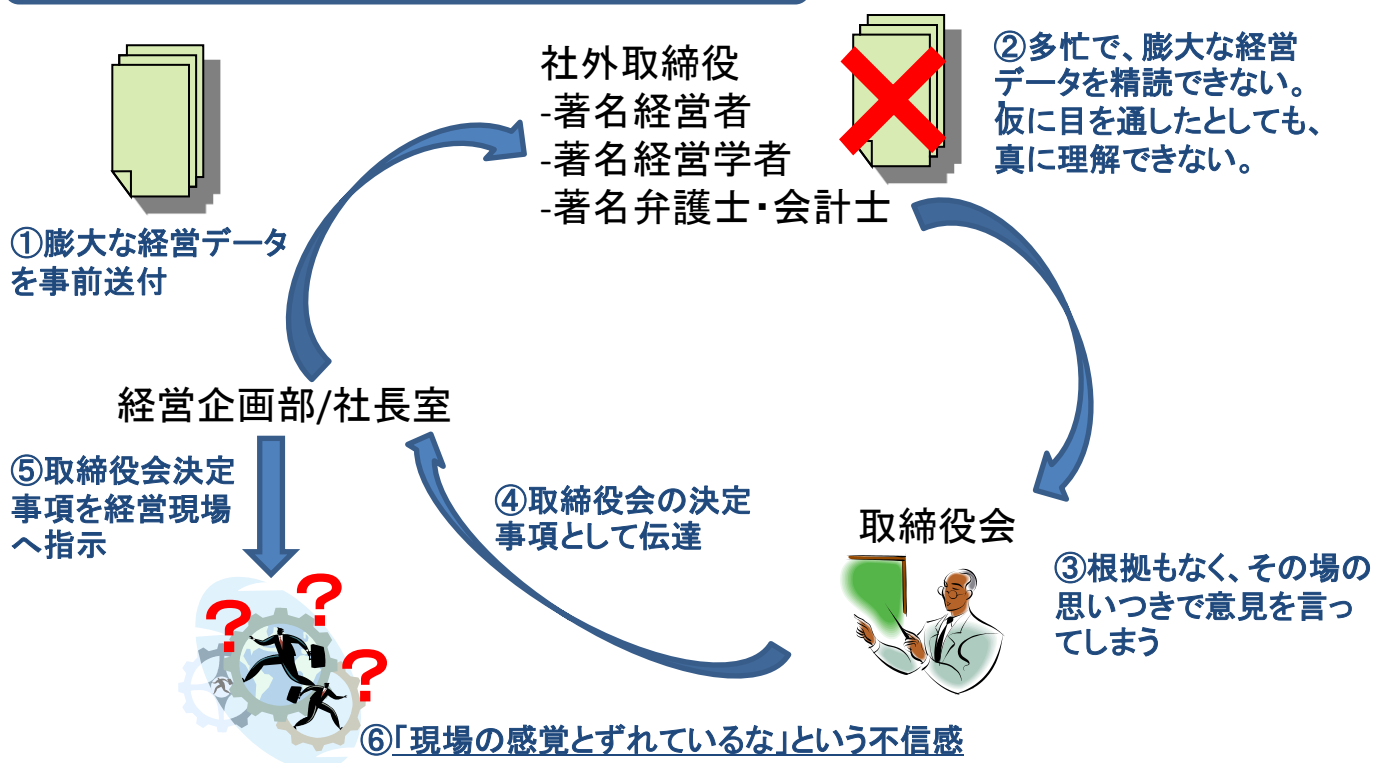 社外取締役
-著名経営者
-著名経営学者
-著名弁護士・会計士
②多忙で、膨大な経営
データを精読できない。
仮に目を通したとしても、
真に理解できない。
①膨大な経営データ
を事前送付
経営企画部/社長室
⑤取締役会決定
事項を経営現場
へ指示
④取締役会の決定
事項として伝達
取締役会
③根拠もなく、その場の
思いつきで意見を言っ
てしまう
?
?
?
⑥「現場の感覚とずれているな」という不信感